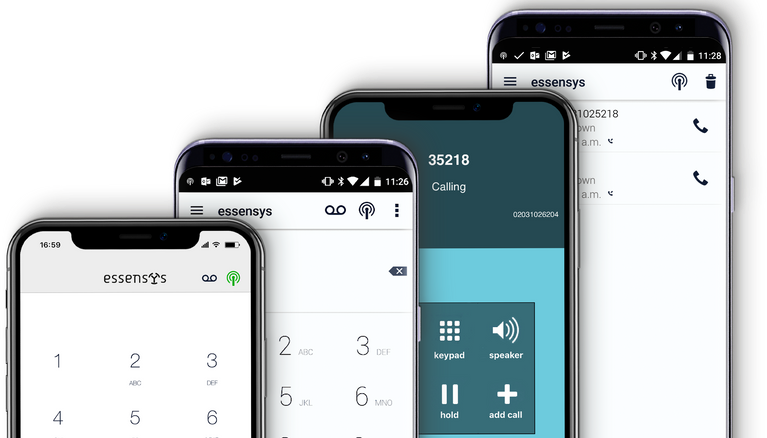 16:59
essensys
1
2
ABC
3
DEF
4
5
6
11:26
essensys
2 ABC
3 DEF
5 JKL
6 MNO
35218
Calling
02031026204
keypad
speaker
hold
add call
11:28
essensys
1025218
own
a.m.
own
a.m.